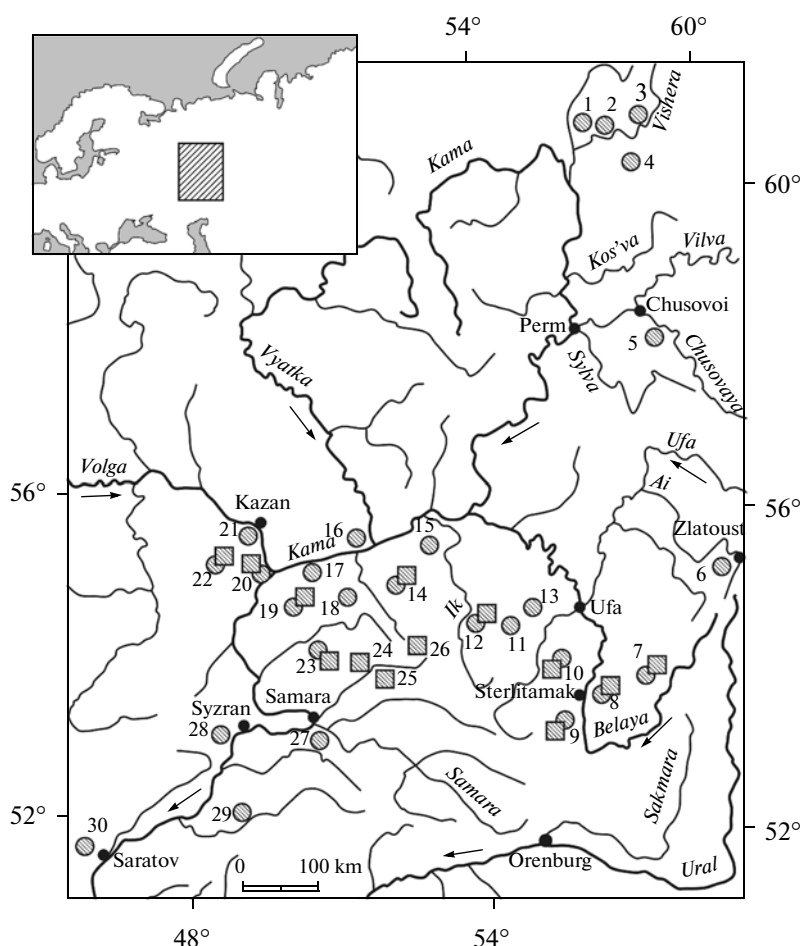 54° 60°
1 2 3
Vishera
4
Kama
60°
Kos'va
Vilva
Chusovoi
Perm
5
Sylva
Chusovaya
Vyatka
Ufa
Volga
Ai
56° 56°
Kazan
Zlatoust
21 16 15
Kama
6
22 20 17
14
19 18
Ik
13
Ufa
12 11
23 24 26
7
10
25
Sterlitamak
8
Samara
Syzran
28 27
9
Belaya
Samara
Sakmara
29
52° 52°
30
Saratov
0 100 km
Orenburg
Ural
48° 54°